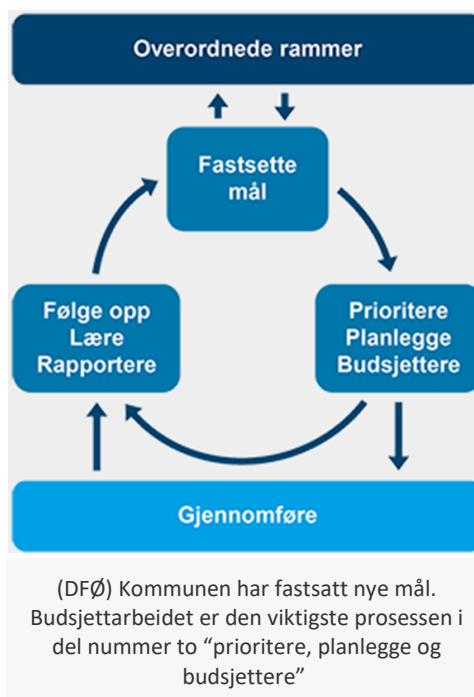 Overordnede rammer
Fastsette
mål
Følge opp
Lære
Rapportere
Prioritere
Planlegge
Budsjettere
Gjennomføre
(DFØ) Kommunen har fastsatt nye mål.
Budsjettarbeidet er den viktigste prosessen i
del nummer to “prioritere, planlegge og
budsjettere”